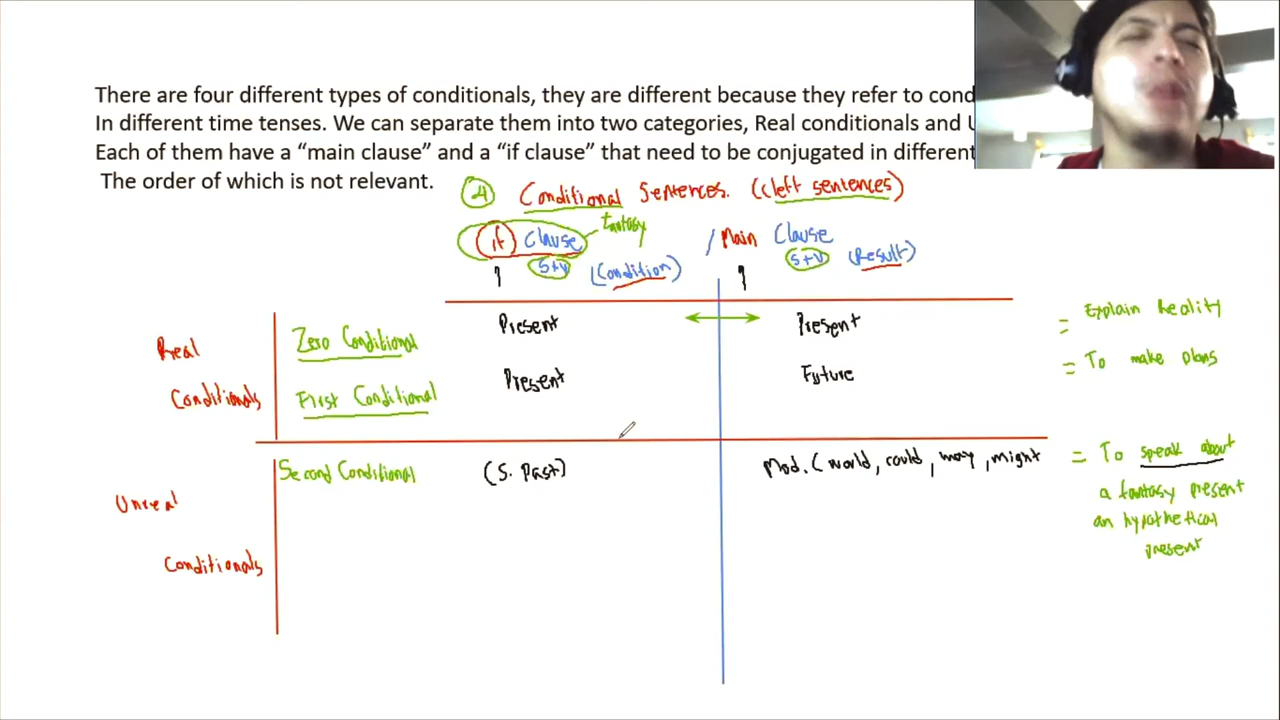 There are four different types of conditionals, they are different because they refer to cond
In different time tenses. We can separate them into two categories, Real conditionals and U
Each of them have a “main clause” and a “if clause” that need to be conjugated in different
The order of which is not relevant.
4 Conditional Sentences. (cleft sentences)
if Clause fantasy / Main Clause
S+V (Condition) S+V (Result)
Present Present = Explain Reality
Real Zero Conditional
Present Future = To make plans
Conditionals First Conditional
Second Conditional (S. Past) Mod. (would, could, may, might = To speak about
Unreal a fantasy present
an hypothetical
Conditionals present